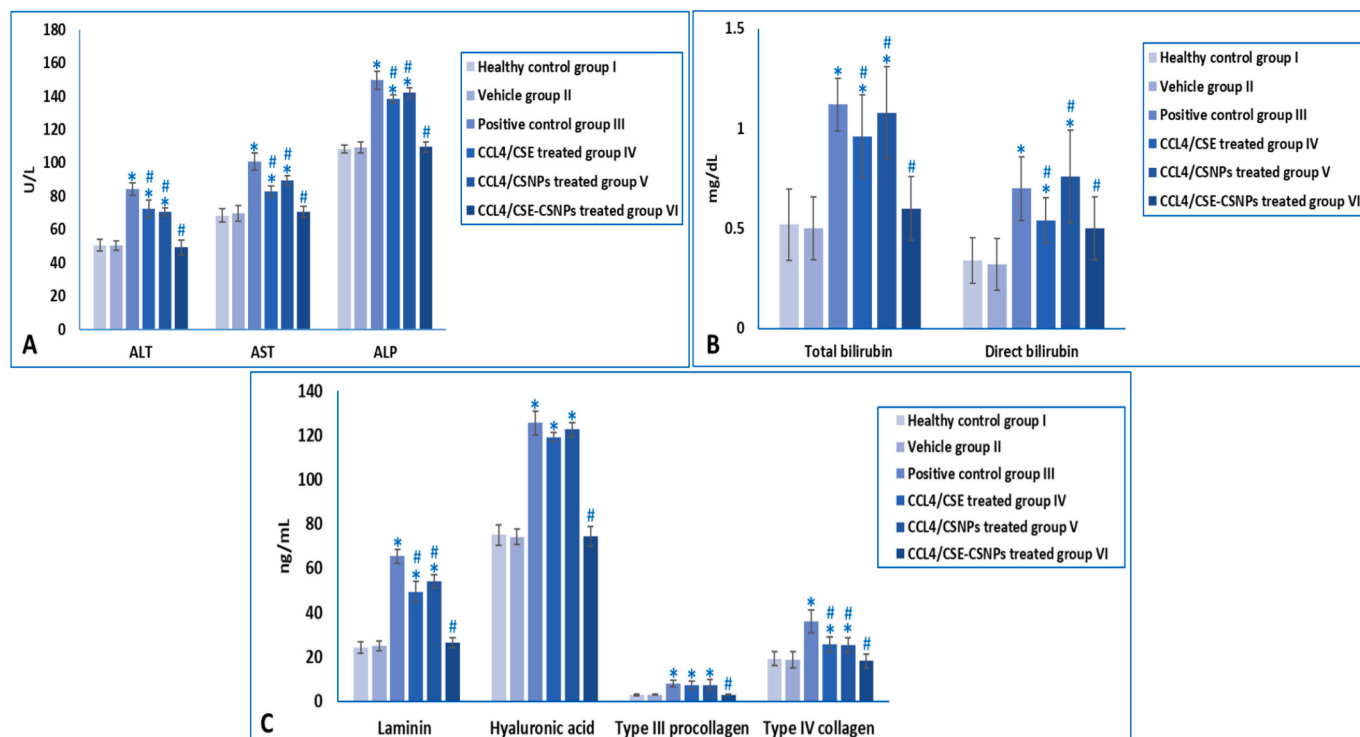 180
160
140
120
100
80
60
40
20
0
U/L
* # * # * #
* # * # * #
* # * # * #
ALT AST ALP
A
Healthy control group I
Vehicle group II
Positive control group III
CCL4/CSE treated group IV
CCL4/CSNPs treated group V
CCL4/CSE-CSNPs treated group VI
1.5
1
0.5
0
mg/dL
* # * # * #
* # * # * #
Total bilirubin Direct bilirubin
B
Healthy control group I
Vehicle group II
Positive control group III
CCL4/CSE treated group IV
CCL4/CSNPs treated group V
CCL4/CSE-CSNPs treated group VI
140
120
100
80
60
40
20
0
ng/mL
* # * # * #
* * * #
* * * #
* # * # * #
Laminin Hyaluronic acid Type III procollagen Type IV collagen
C
Healthy control group I
Vehicle group II
Positive control group III
CCL4/CSE treated group IV
CCL4/CSNPs treated group V
CCL4/CSE-CSNPs treated group VI